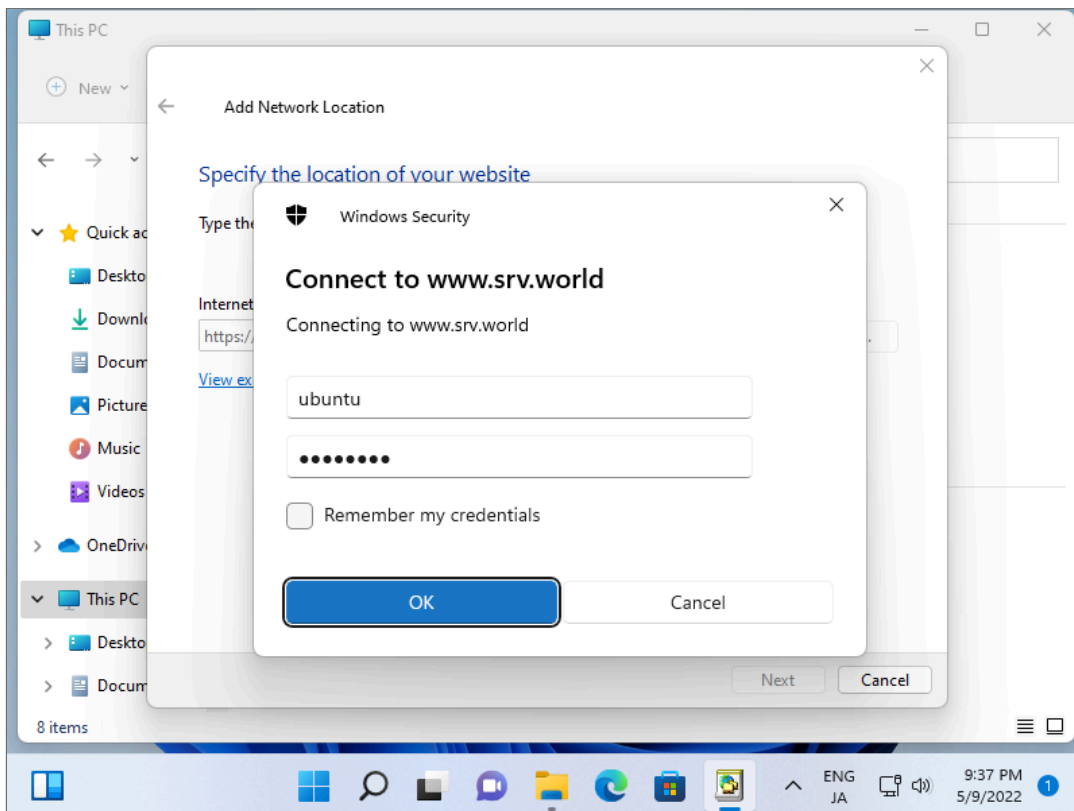 This PC
New
Add Network Location
Specify the location of your website
Type the
Windows Security
Connect to www.srv.world
Connecting to www.srv.world
Internet
https:/
View ex
ubuntu
Remember my credentials
OK
Cancel
Next
Cancel
Quick ac
Deskto
Downlo
Docum
Picture
Music
Videos
OneDriv
This PC
Deskto
Docum
8 items
ENG
JA
9:37 PM
5/9/2022
1